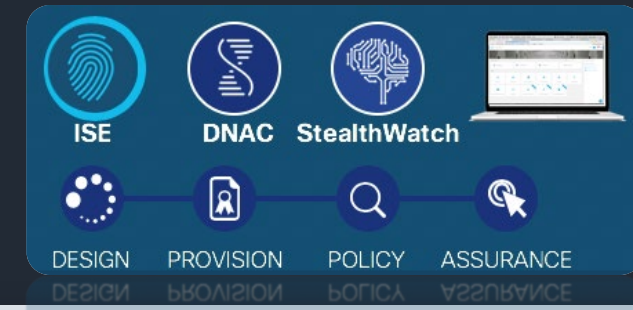 ISE DNAC StealthWatch
DESIGN PROVISION POLICY ASSURANCE